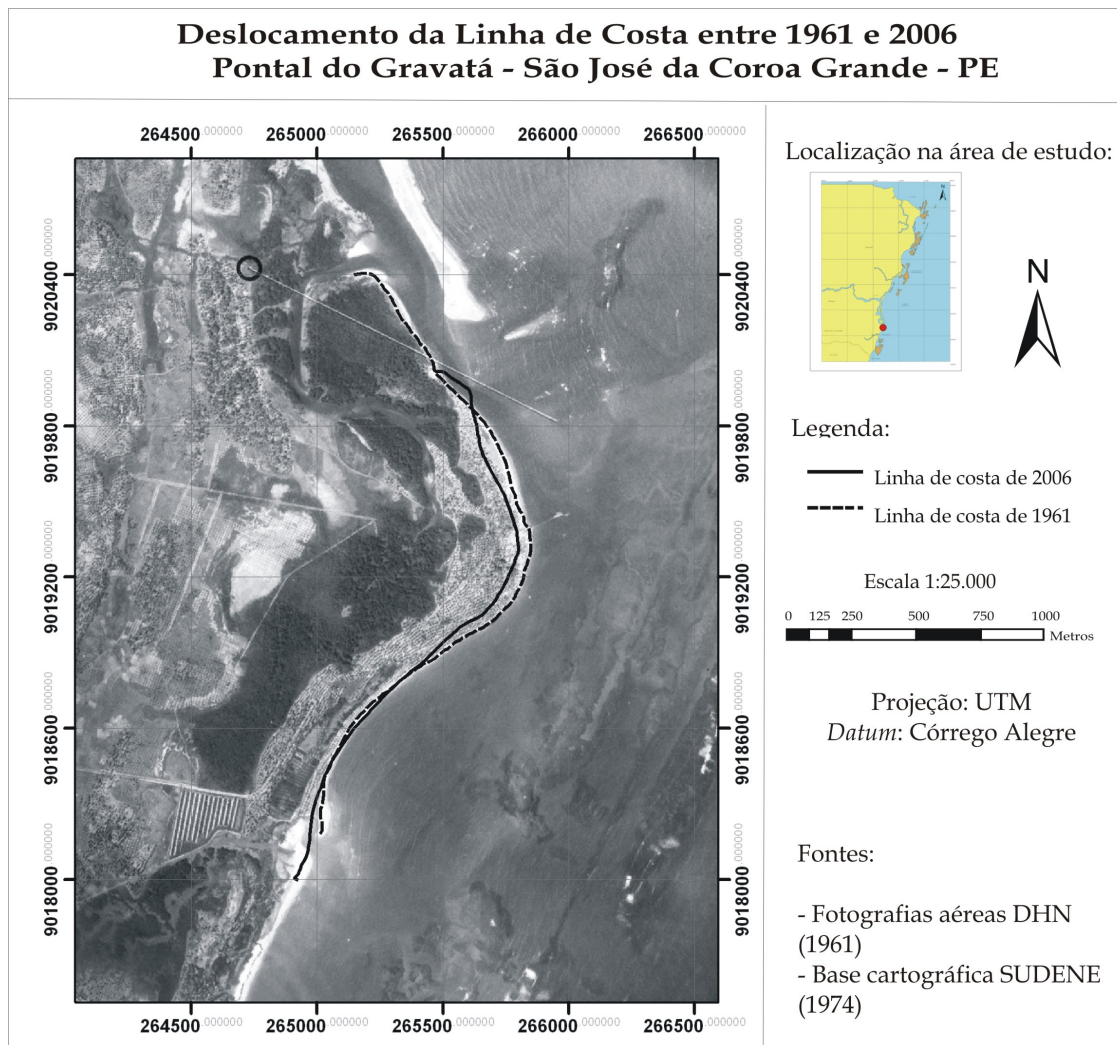 Deslocamento da Linha de Costa entre 1961 e 2006
Pontal do Gravatá - São José da Coroa Grande - PE
264500.000000 265000.000000 265500.000000 266000.000000 266500.000000
9020400.000000
9019800.000000
9019200.000000
9018600.000000
9018000.000000
9020400.000000
9019800.000000
9019200.000000
9018600.000000
9018000.000000
264500.000000 265000.000000 265500.000000 266000.000000 266500.000000
Localização na área de estudo:
N
Legenda:
Linha de costa de 2006
Linha de costa de 1961
Escala 1:25.000
0 125 250 500 750 1000
Metros
Projeção: UTM
Datum: Córrego Alegre
Fontes:
- Fotografias aéreas DHN
(1961)
- Base cartográfica SUDENE
(1974)